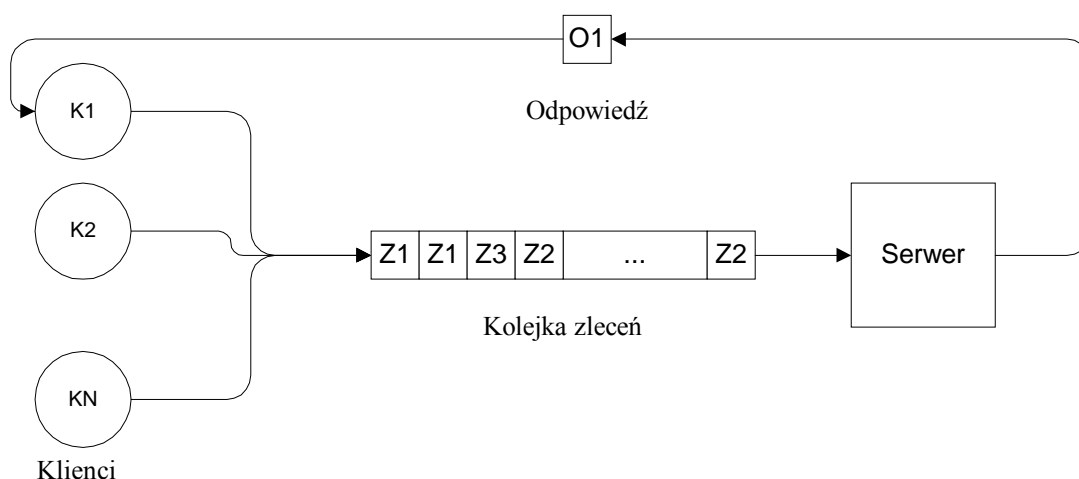 O1
Odpowiedź
K1
K2
Z1 Z1 Z3 Z2 ... Z2
Serwer
Kolejka zleceń
KN
Klienci